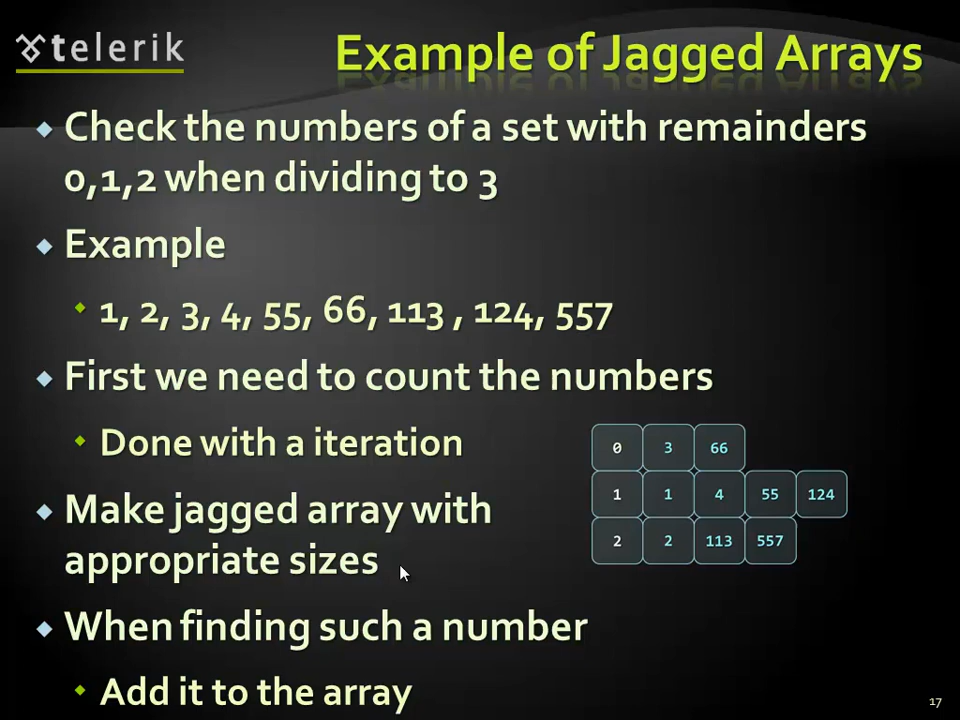 telerik
Example of Jagged Arrays
Check the numbers of a set with remainders
0,1,2 when dividing to 3
Example
1, 2, 3, 4, 55, 66, 113 , 124, 557
First we need to count the numbers
Done with a iteration
Make jagged array with
appropriate sizes
0 3 66
1 1 4 55 124
2 2 113 557
When finding such a number
Add it to the array
17